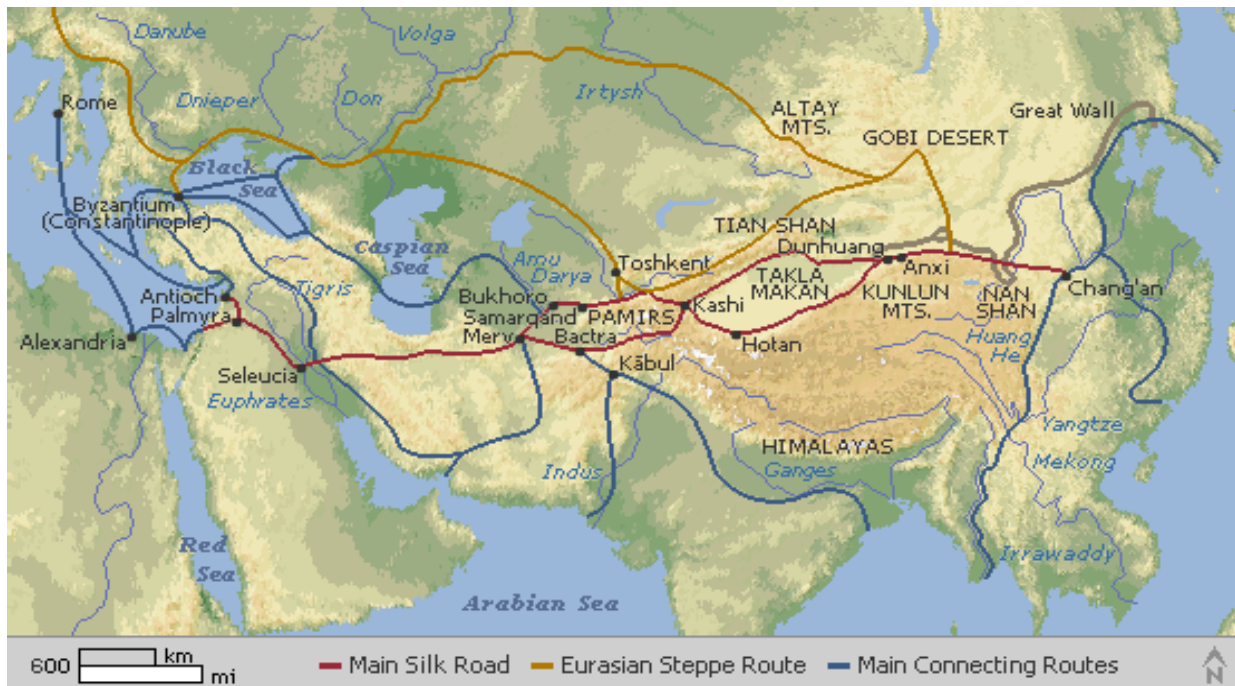 Danube
Volga
Rome
Dnieper
Don
Irtysh
ALTAY
MTS.
Great Wall
GOBI DESERT
Black
Sea
Byzantium
(Constantinople)
TIAN SHAN
Dunhuang
Caspian
Sea
Amu
Darya
Toshkent
TAKLA
MAKAN
Anxi
KUNLUN
MTS.
NAN
SHAN
Chang'an
Tigris
Antioch
Palmyra
Bukhoro
Samarqand
PAMIRS
Kashi
Merv
Bactra
Hotan
Huang
He
Alexandria
Seleucia
Euphrates
Kābul
Yangtze
HIMALAYAS
Indus
Ganges
Mekong
Red
Sea
Irrawaddy
Arabian Sea
600 km
mi
Main Silk Road
Eurasian Steppe Route
Main Connecting Routes
N